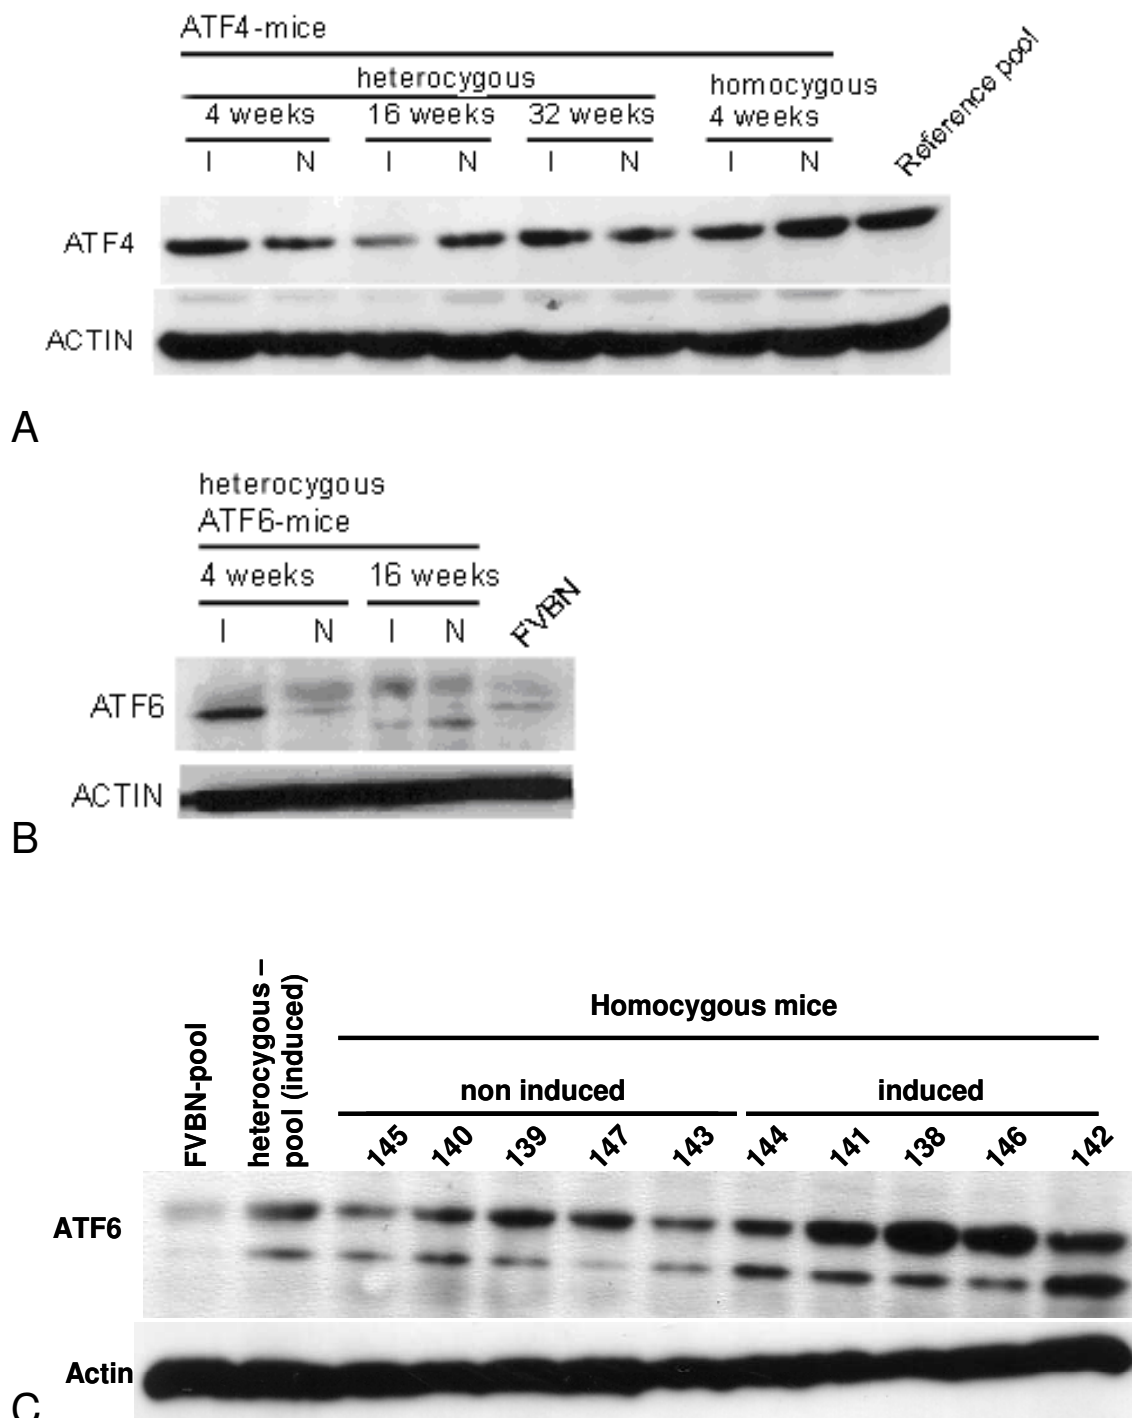 ATF4-mice
heterocygous
homocygous
Reference pool
4 weeks
16 weeks
32 weeks
4 weeks
I
N
I
N
I
N
I
N
ATF4
ACTIN
A
heterocygous
ATF6-mice
4 weeks
16 weeks
FVBN
I
N
I
N
ATF6
ACTIN
B
FVBN-pool
heterocygous –
pool (induced)
Homocygous mice
non induced
induced
145
140
139
147
143
144
141
138
146
142
ATF6
Actin
C